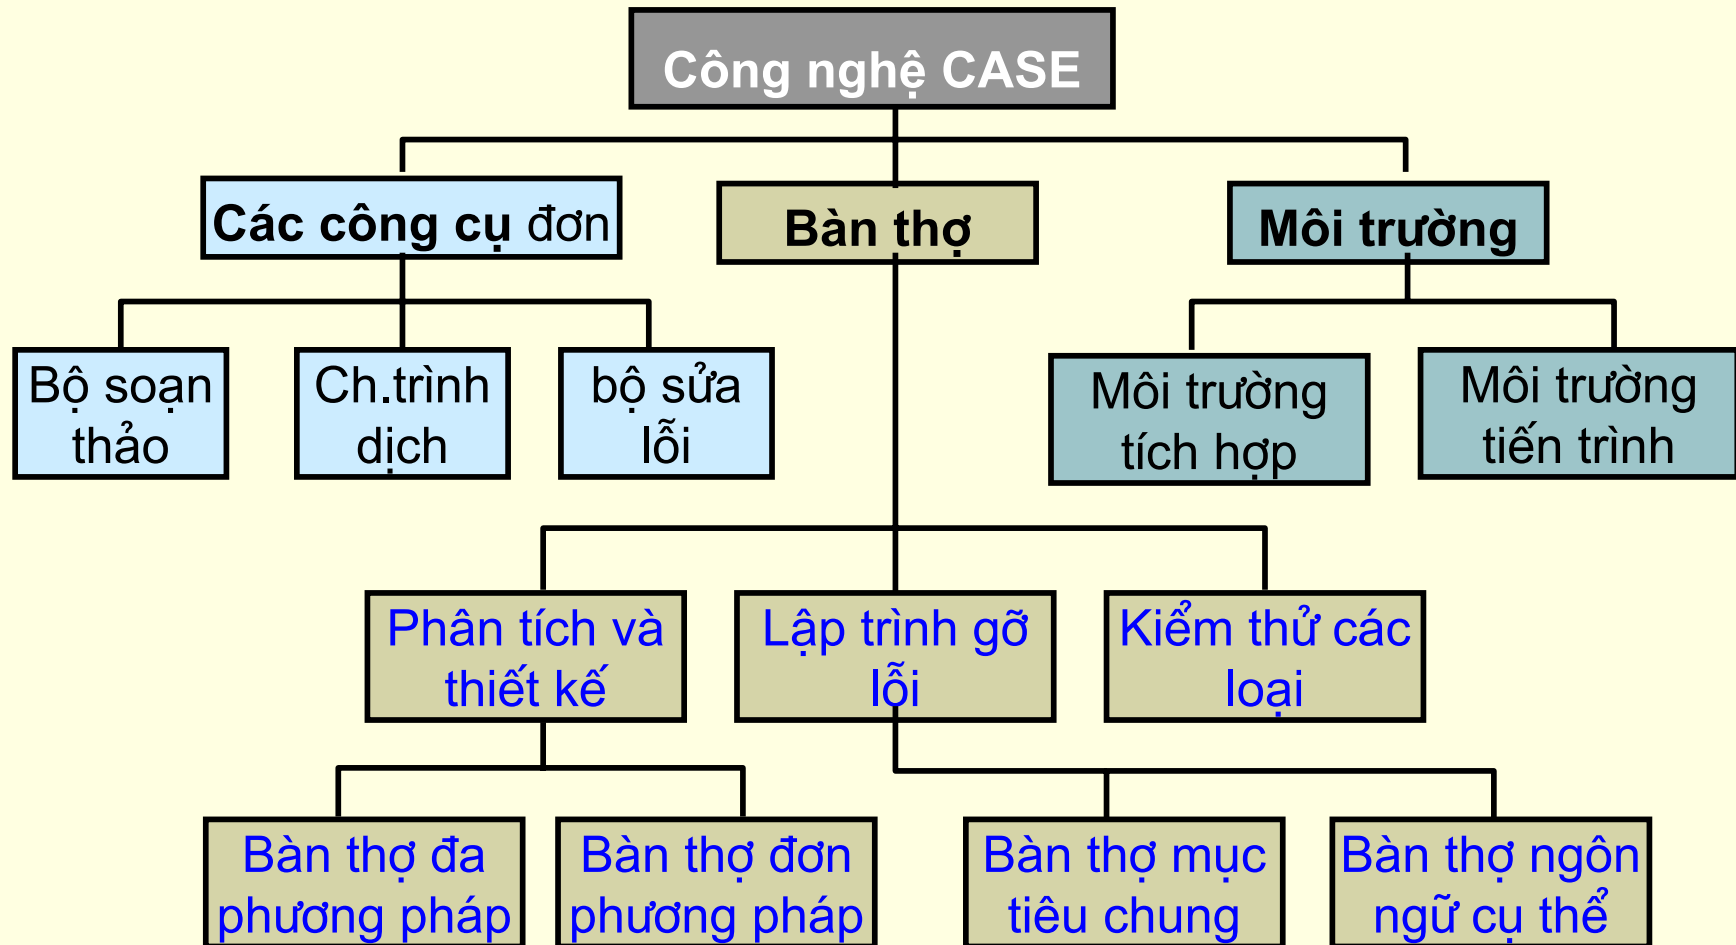 Công nghệ CASE
Các công cụ đơn
Bàn thợ
Môi trường
Bộ soạn
thảo
Ch.trình
dịch
bộ sửa
lỗi
Môi trường
tích hợp
Môi trường
tiến trình
Phân tích và
thiết kế
Lập trình gỡ
lỗi
Kiểm thử các
loại
Bàn thợ đa
phương pháp
Bàn thợ đơn
phương pháp
Bàn thợ mục
tiêu chung
Bàn thợ ngôn
ngữ cụ thể